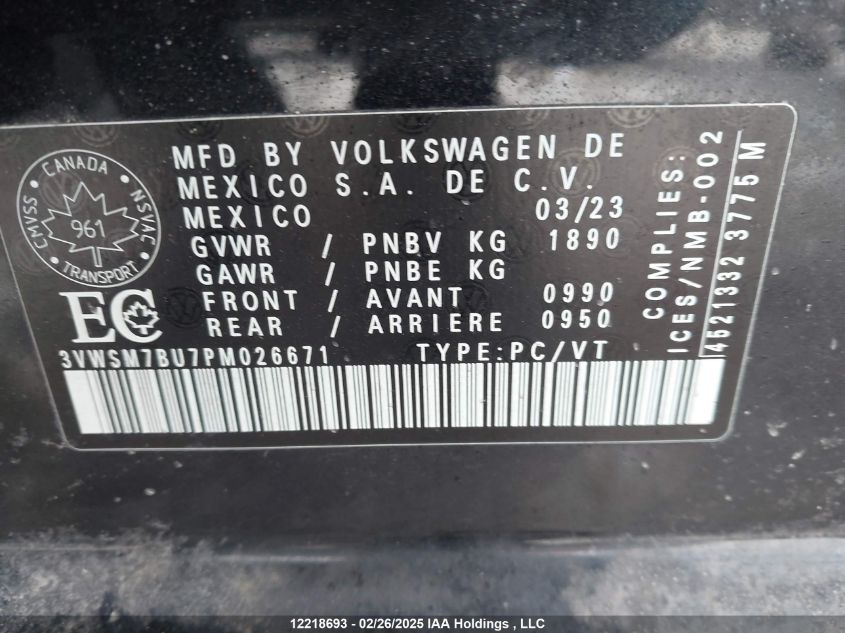 CANADA
CMVSS · NSVAC
961
TRANSPORT
EC
MFD BY VOLKSWAGEN DE
MEXICO S.A. DE C.V.
MEXICO 03/23
GVWR / PNBV KG 1890
GAWR / PNBE KG
FRONT / AVANT 0990
REAR / ARRIERE 0950
3VWSM7BU7PM026671 TYPE:PC/VT
COMPLIES:
ICES/NMB-002
4521332 3775 M
12218693 - 02/26/2025 IAA Holdings , LLC